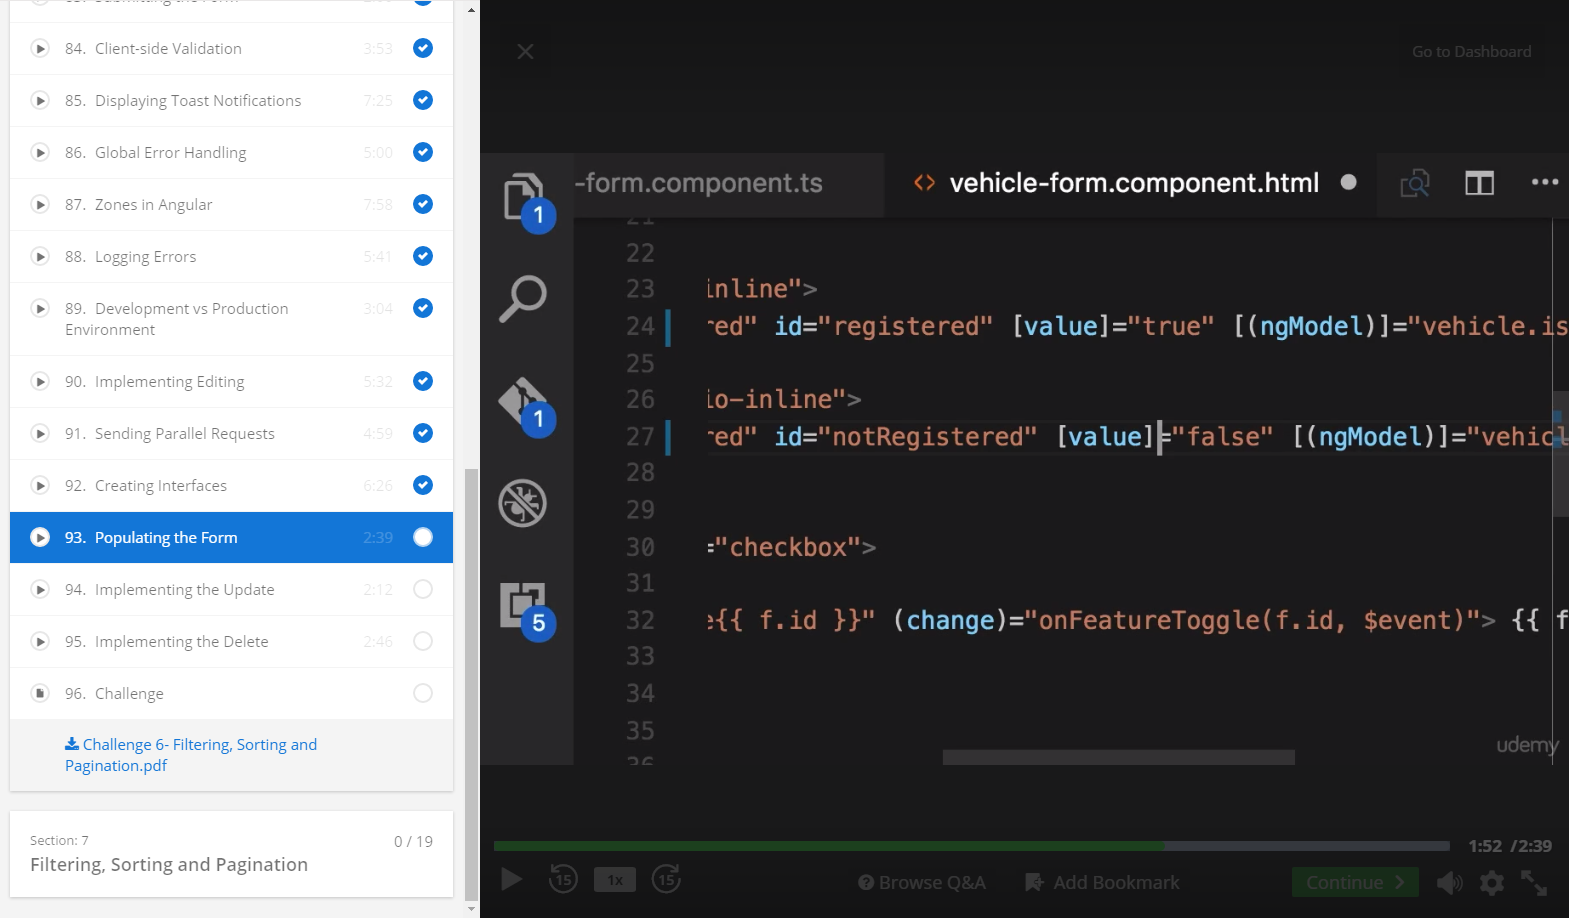 84. Client-side Validation 3:53
85. Displaying Toast Notifications 7:25
86. Global Error Handling 5:00
87. Zones in Angular 7:58
88. Logging Errors 5:41
89. Development vs Production 3:04
Environment
90. Implementing Editing 5:32
91. Sending Parallel Requests 4:59
92. Creating Interfaces 6:26
93. Populating the Form 2:39
94. Implementing the Update 2:12
95. Implementing the Delete 2:46
96. Challenge
Challenge 6- Filtering, Sorting and
Pagination.pdf
Section: 7 0 / 19
Filtering, Sorting and Pagination
Go to Dashboard
-form.component.ts
<> vehicle-form.component.html
1
1
5
21
22
23 inline">
24 red" id="registered" [value]="true" [(ngModel)]="vehicle.is
25
26 io-inline">
27 red" id="notRegistered" [value]="false" [(ngModel)]="vehicl
28
29
30 ="checkbox">
31
32 e{{ f.id }}" (change)="onFeatureToggle(f.id, $event)"> {{ f
33
34
35
36
udemy
1:52 /2:39
15 1x 15
Browse Q&A
Add Bookmark
Continue